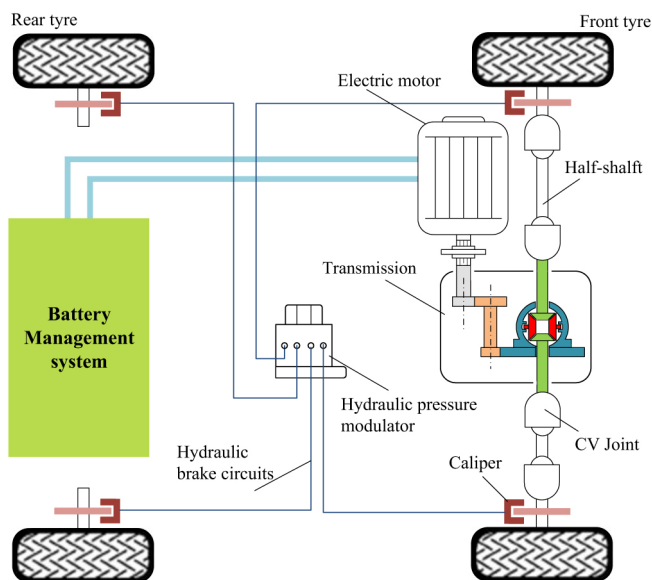 Rear tyre
Front tyre
Electric motor
Half-shalft
Transmission
Battery
Management
system
Hydraulic pressure
modulator
CV Joint
Hydraulic
brake circuits
Caliper